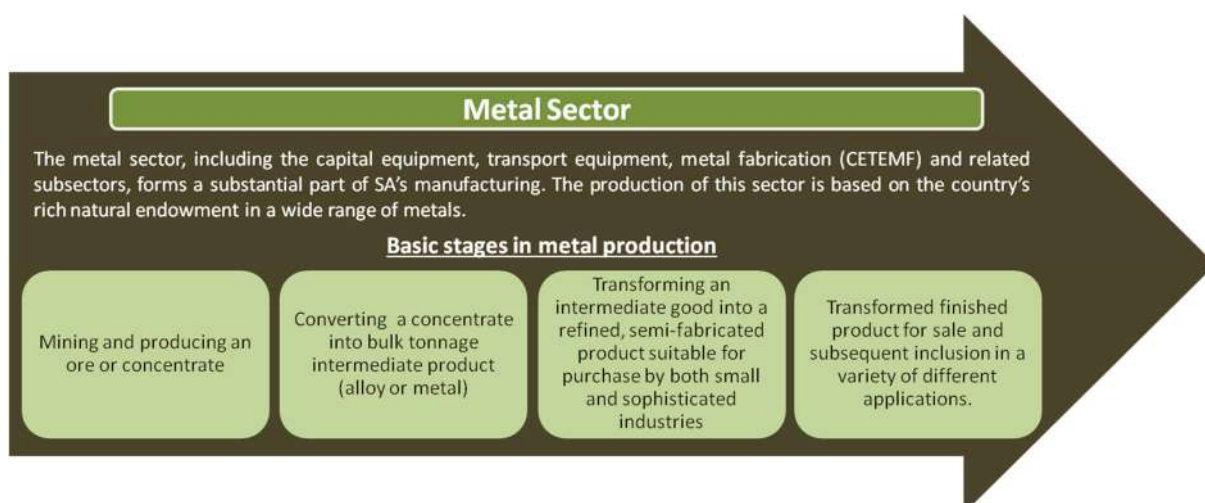 Metal Sector
The metal sector, including the capital equipment, transport equipment, metal fabrication (CETEMF) and related
subsectors, forms a substantial part of SA's manufacturing. The production of this sector is based on the country's
rich natural endowment in a wide range of metals.
Basic stages in metal production
Mining and producing an
ore or concentrate
Converting a concentrate
into bulk tonnage
intermediate product
(alloy or metal)
Transforming an
intermediate good into a
refined, semi-fabricated
product suitable for
purchase by both small
and sophisticated
industries
Transformed finished
product for sale and
subsequent inclusion in a
variety of different
applications.